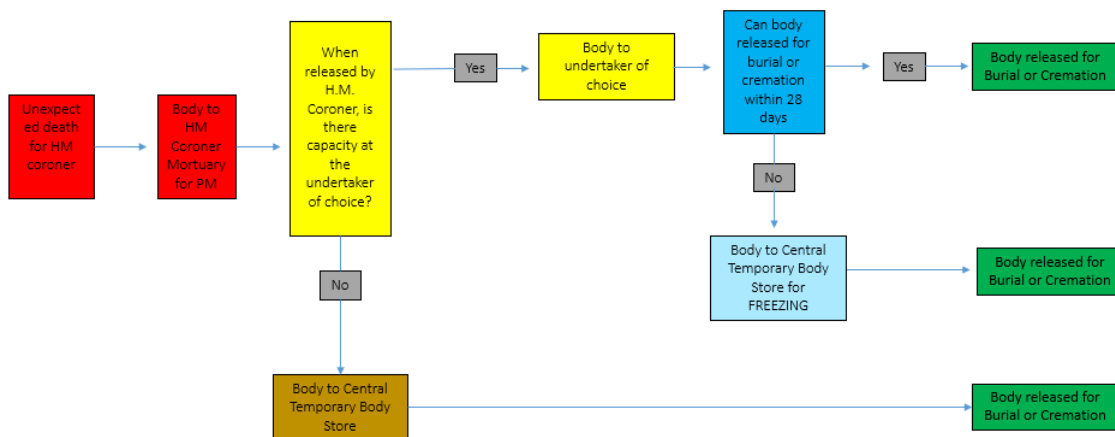 Unexpect
ed death
for HM
coroner
Body to
HM
Coroner
Mortuary
for PM
When
released by
H.M.
Coroner, is
there
capacity at
the
undertaker
of choice?
Yes
Body to
undertaker of
choice
Can body
released for
burial or
cremation
within 28
days
Yes
Body released for
Burial or Cremation
No
Body to Central
Temporary Body
Store for
FREEZING
Body released for
Burial or Cremation
No
Body to Central
Temporary Body
Store
Body released for
Burial or Cremation